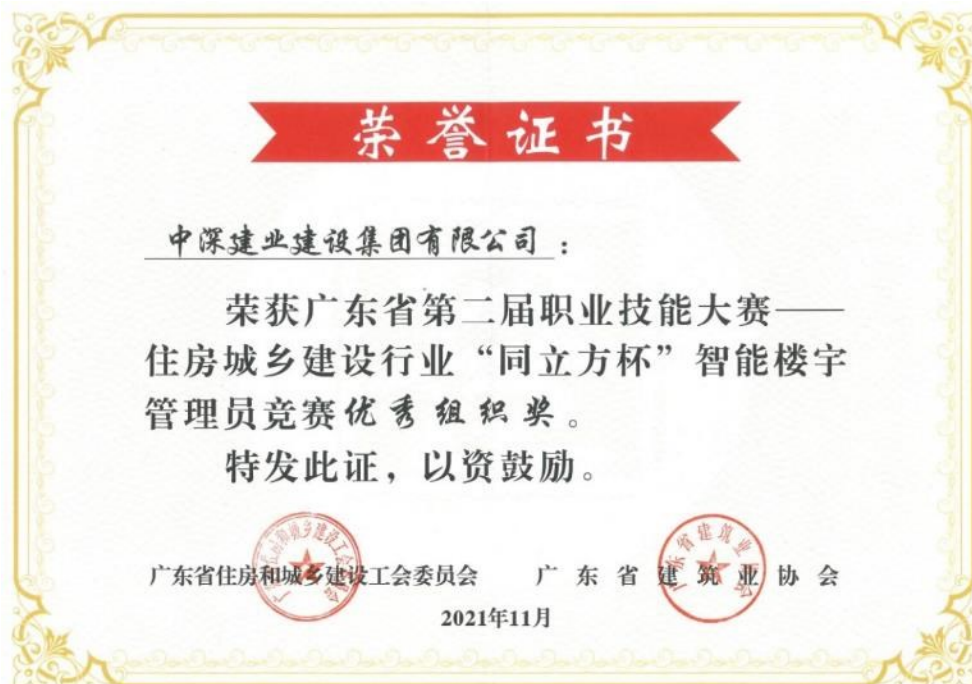 荣誉证书
中深建业建设集团有限公司：
荣获广东省第二届职业技能大赛——
住房城乡建设行业“同立方杯”智能楼宇
管理员竞赛优秀组织奖。
特发此证，以资鼓励。
广东省住房和城乡建设工会委员会 广东省建筑业协会
2021年11月